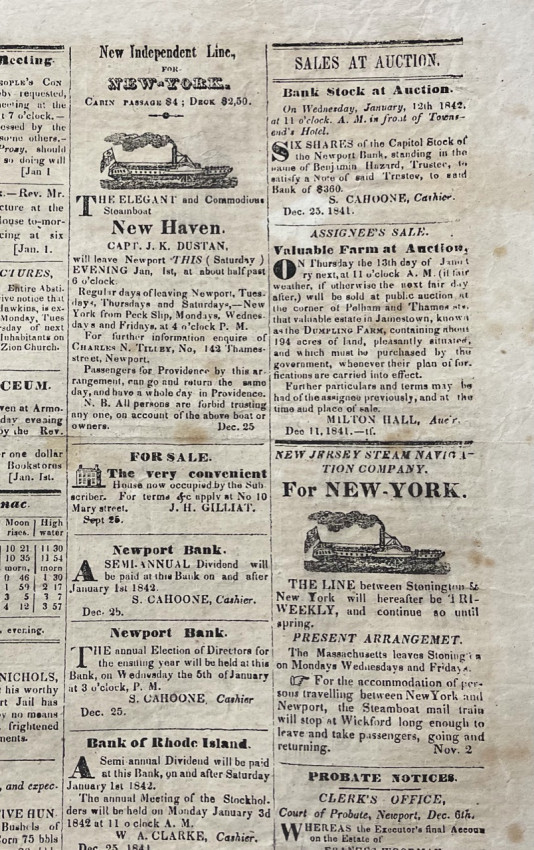 Meeting.
OPLE'S CON
by requested,
neeting at the
t 7 o'clock.—
essed by the
some others,—
Proxy, should
so doing will
[Jan 1
k.—Rev. Mr.
cture at the
House to-mor-
cing at six
[Jan. 1.
CTURES,
Entire Absti-
ive notice that
Hawkins, is ex-
Monday, Tues
rsday of next
Inhabitants on
Zion Church.
CEUM.
ven at Armo-
day evening
by the Rev.
or one dollar
Bookstores
[Jan. 1st.
nac.
Moon | High
rises. | water
10 21 | 11 30
10 35 | 11 54
morn, | morn
0 46 | 1 30
1 59 | 2 17
3 5 | 3 7
4 12 | 3 57
, evening.
NICHOLS,
t his worthy
rt Jail has
by no means
frightened
ments.
, and expec-
IVE HUN.
Bushels of
Corn 75 bbls
New Independent Line,
FOR
NEW-YORK.
CABIN PASSAGE $4; DECK $2,50.
THE ELEGANT and Commodious
Steamboat
New Haven.
CAPT. J. K. DUSTAN,
will leave Newport THIS (Saturday)
EVENING Jan, 1st, at about half past
6 o'clock.
Regular days of leaving Newport, Tues-
days, Thursdays and Saturdays,—New
York from Peck Slip, Mondays, Wednes-
days and Fridays, at 4 o'clock P. M.
For further information enquire of
CHARLES N. TILLEY, No, 142 Thames-
street, Newport.
Passengers for Providence by this ar-
rangement, can go and return the same
day, and have a whole day in Providence.
N. B. All persons are forbid trusting
any one, on account of the above boat or
owners. Dec. 25
FOR SALE.
The very convenient
House now occupied by the Sub
scriber. For terms &c apply at No 10
Mary street. J. H. GILLIAT.
Sept 25.
Newport Bank.
A SEMI-ANNUAL Dividend will
be paid at this Bank on and after
January 1st 1842.
S. CAHOONE, Cashier.
Dec. 25.
Newport Bank.
THE annual Election of Directors for
the ensuing year will be held at this
Bank, on Wednesday the 5th of January
at 3 o'clock, P. M.
S. CAHOONE, Cashier
Dec. 25.
Bank of Rhode Island.
A Semi-annual Dividend will be paid
at this Bank, on and after Saturday
January 1st 1842.
The annual Meeting of the Stockhol-
ders will be held on Monday January 3d
1842 at 11 o clock A. M.
W. A. CLARKE, Cashier.
Dec. 25 1841
SALES AT AUCTION.
Bank Stock at Auction.
On Wednesday, January, 12th 1842,
at 11 o'clock. A. M. in front of Towns-
end's Hotel.
SIX SHARES of the Capitol Stock of
the Newport Bank, standing in the
name of Benjamin Hazard, Trustee, to
satisfy a Note of said Trustee, to said
Bank of $360.
S. CAHOONE, Cashier.
Dec. 25. 1841.
ASSIGNEE'S SALE.
Valuable Farm at Auction,
ON Thursday the 13th day of Janu
ry next, at 11 o'clock A. M. (if fair
weather, if otherwise the next fair day
after,) will be sold at public auction at
the corner of Pelham and Thames sts.
that valuable estate in Jamestown, known
as the DUMPLING FARM, containing about
194 acres of land, pleasantly situated,
and which must be purchased by the
government, whenever their plan of for-
fications are carried into effect.
Further particulars and terms may be
had of the assignee previously, and at the
time and place of sale.
MILTON HALL, Auc'r.
Dec 11, 1841.—tf.
NEW JERSEY STEAM NAVIGA-
TION COMPANY.
For NEW-YORK.
THE LINE between Stonington &
New York will hereafter be TRI-
WEEKLY, and continue so until
spring.
PRESENT ARRANGEMET.
The Massachusetts leaves Stoning
on Mondays Wednesdays and Fridays.
☞ For the accommodation of per-
sons travelling between New York and
Newport, the Steamboat mail train
will stop at Wickford long enough to
leave and take passengers, going and
returning. Nov. 2
PROBATE NOTICES.
CLERK'S OFFICE,
Court of Probate, Newport, Dec. 6th.
WHEREAS the Executor's final Accoun
on the Estate of